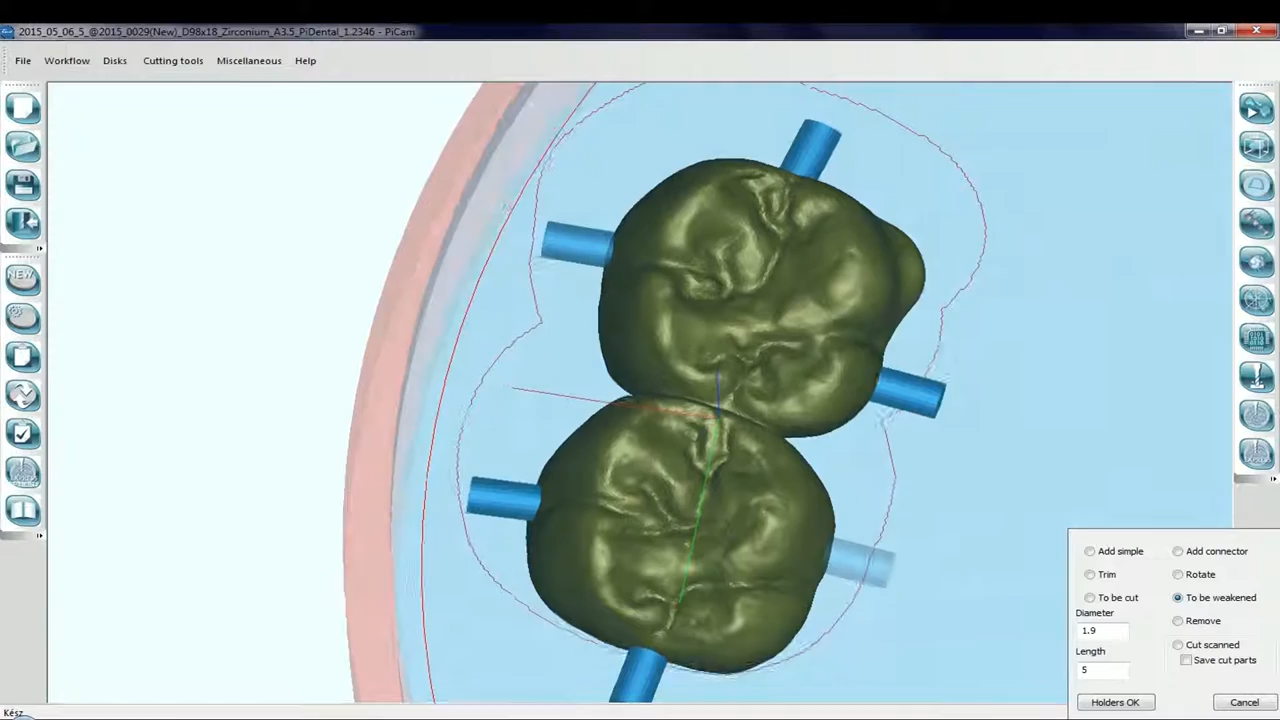 2015_05_06_5_@2015_0029(New)_D98x18_Zirconium_A3.5_PiDental_1.2346 - PiCam
File Workflow Disks Cutting tools Miscellaneous Help
NEW
Add simple Add connector
Trim Rotate
To be cut To be weakened
Diameter
1.9 Remove
Length Cut scanned
5 Save cut parts
Holders OK Cancel
Kész